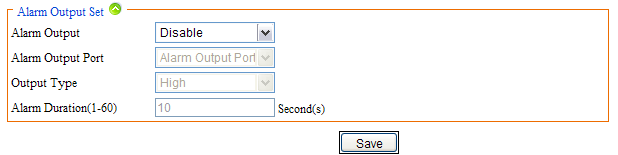 Alarm Output Set
Alarm Output Disable
Alarm Output Port Alarm Output Port
Output Type High
Alarm Duration(1-60) 10 Second(s)
Save